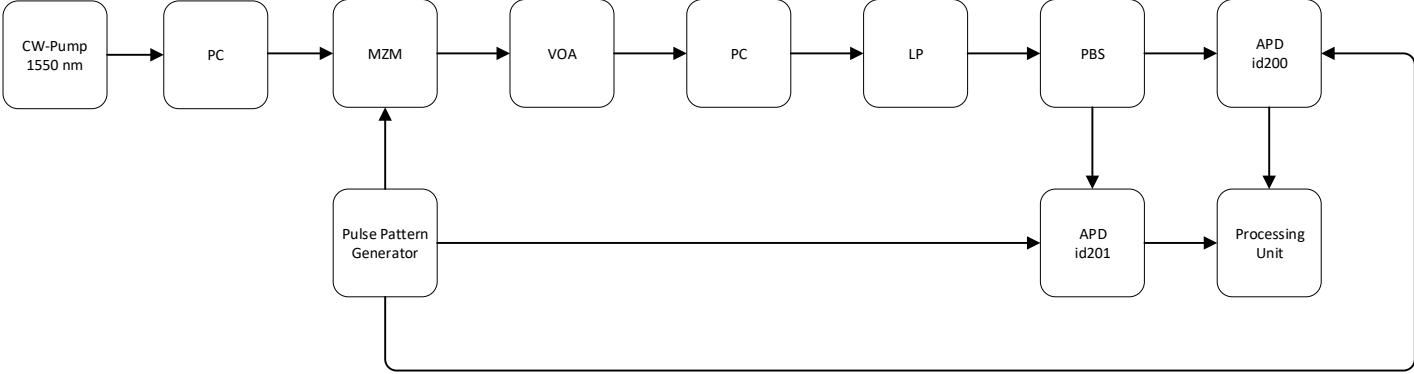 CW-Pump
1550 nm
PC
MZM
VOA
PC
LP
PBS
APD
id200
Pulse Pattern
Generator
APD
id201
Processing
Unit